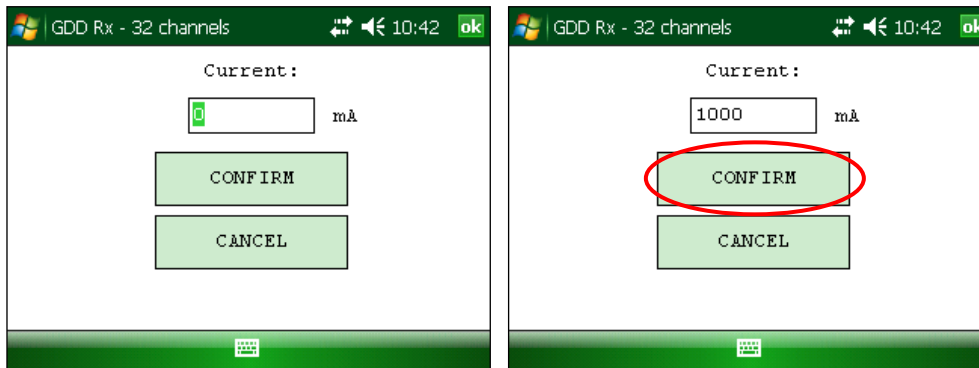 GDD Rx - 32 channels 10:42 ok
Current:
0 mA
CONFIRM
CANCEL
GDD Rx - 32 channels 10:42 ok
Current:
1000 mA
CONFIRM
CANCEL